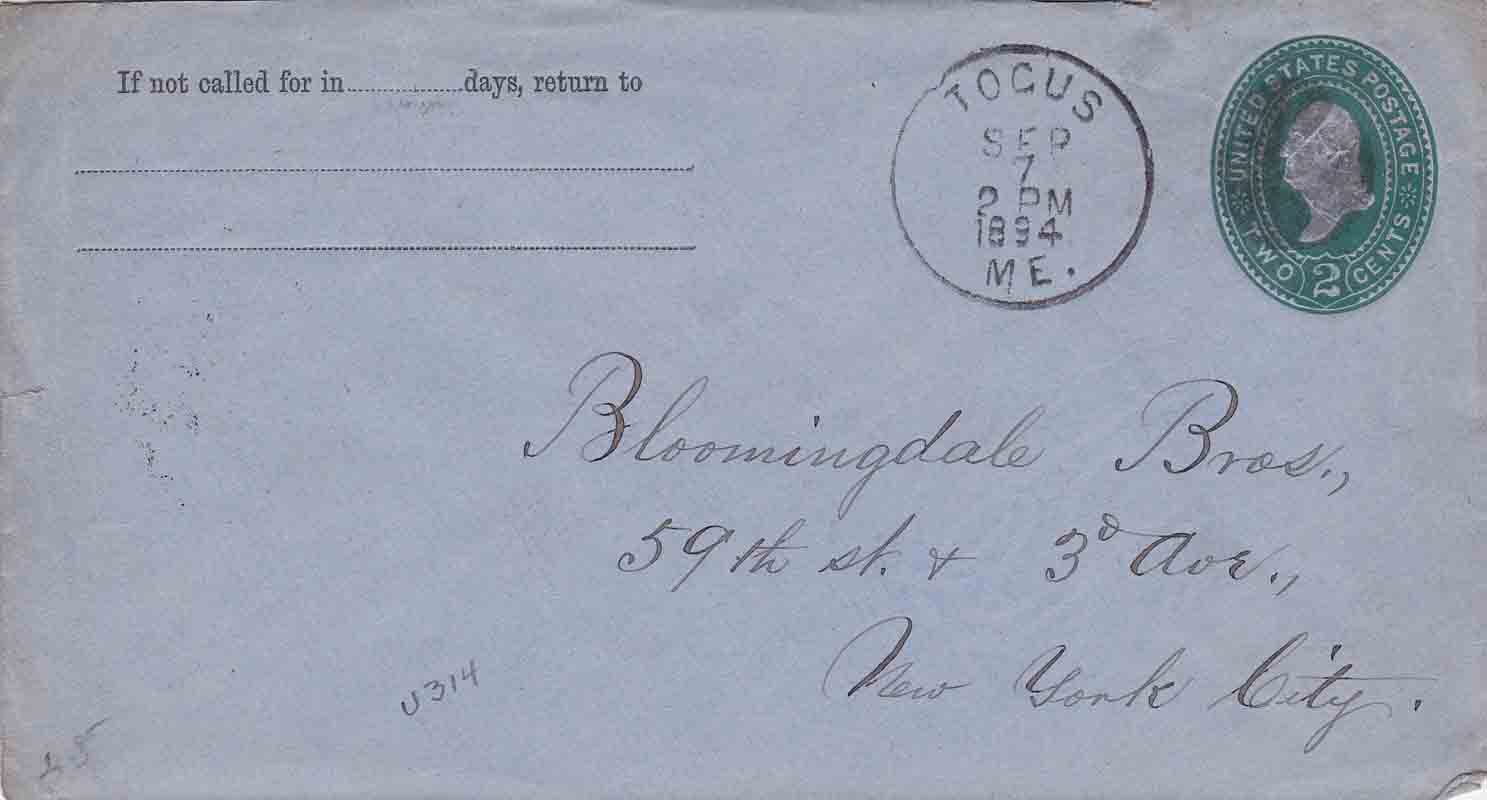 If not called for in.....................days, return to
TOGUS
SEP
7
2 PM
1894
ME.
UNITED STATES POSTAGE
TWO 2 CENTS
Bloomingdale Bros.,
59th st. + 3d Ave.,
New York City.
U314